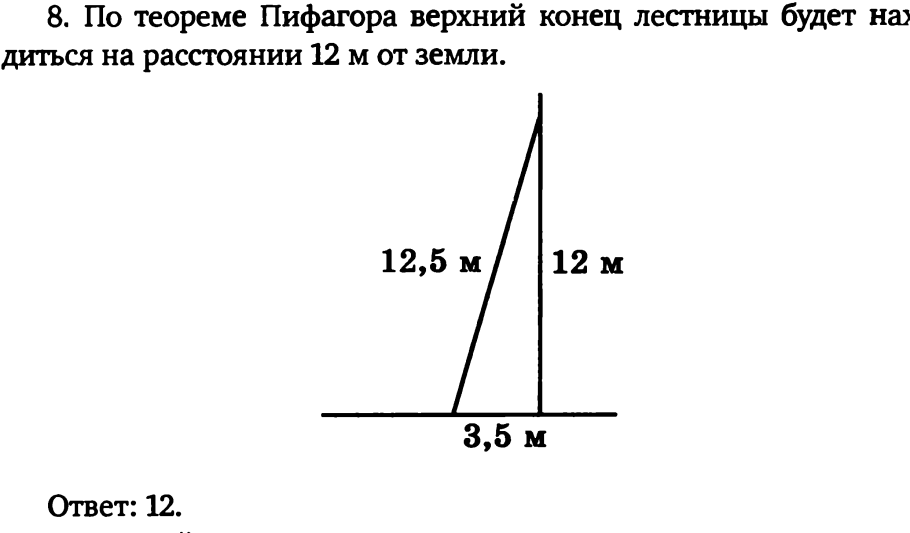 8. По теореме Пифагора верхний конец лестницы будет нах
диться на расстоянии 12 м от земли.
12,5 м
12 м
3,5 м
Ответ: 12.